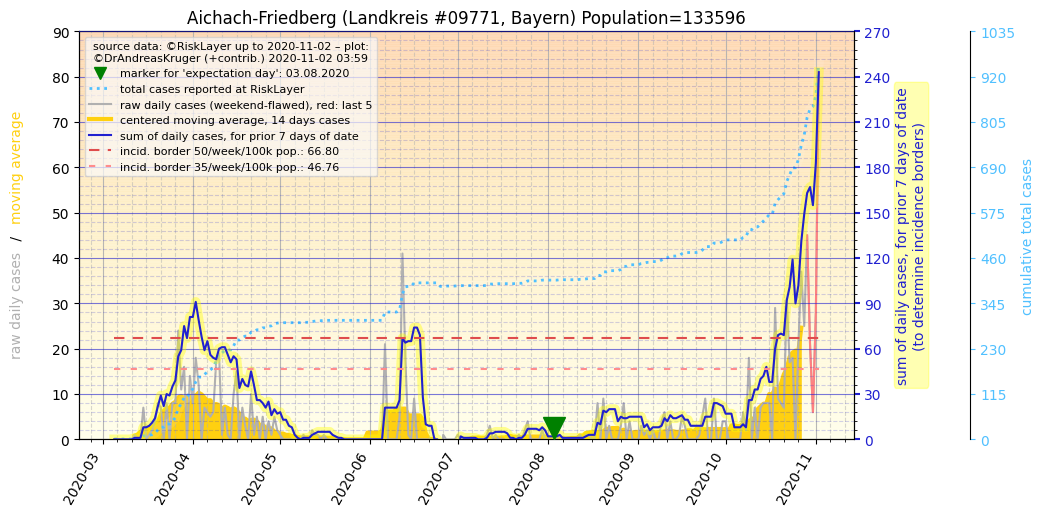 Aichach-Friedberg (Landkreis #09771, Bayern) Population=133596
source data: ©RiskLayer up to 2020-11-02 – plot:
©DrAndreasKruger (+contrib.) 2020-11-02 03:59
marker for 'expectation day': 03.08.2020
total cases reported at RiskLayer
raw daily cases (weekend-flawed), red: last 5
centered moving average, 14 days cases
sum of daily cases, for prior 7 days of date
incid. border 50/week/100k pop.: 66.80
incid. border 35/week/100k pop.: 46.76
raw daily cases / moving average
90
80
70
60
50
40
30
20
10
0
270
240
210
180
150
120
90
60
30
0
sum of daily cases, for prior 7 days of date
(to determine incidence borders)
1035
920
805
690
575
460
345
230
115
0
cumulative total cases
2020-03
2020-04
2020-05
2020-06
2020-07
2020-08
2020-09
2020-10
2020-11